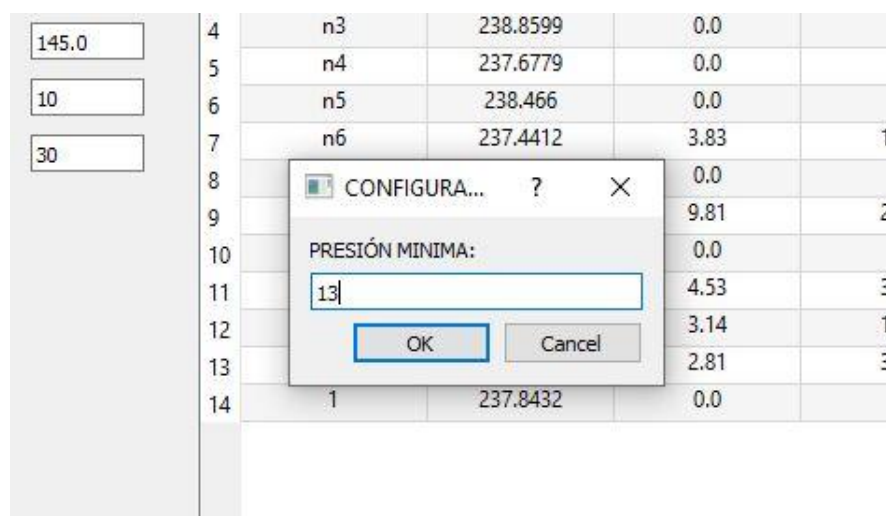 145.0
10
30
4 n3 238.8599 0.0
5 n4 237.6779 0.0
6 n5 238.466 0.0
7 n6 237.4412 3.83
8 0.0
9 9.81
10 0.0
11 4.53
12 3.14
13 2.81
14 1 237.8432 0.0
CONFIGURA... ? 
PRESIÓN MINIMA:
13
OK Cancel